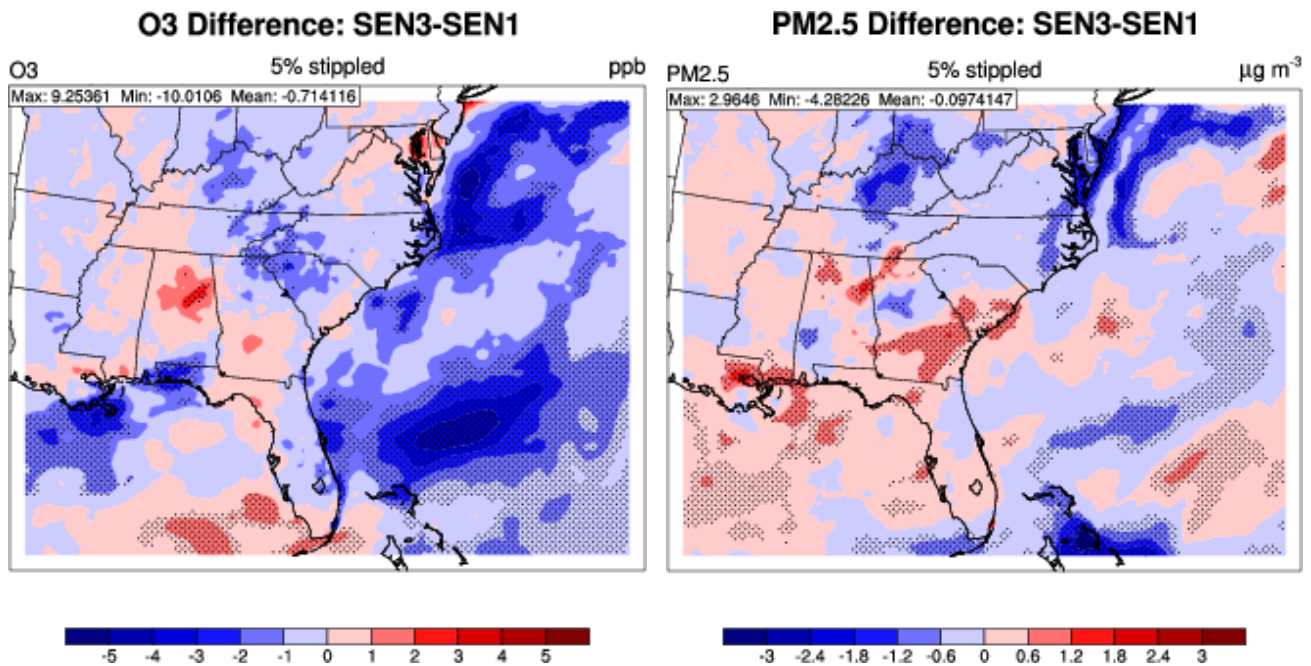 O3 Difference: SEN3-SEN1
O3 5% stippled ppb
Max: 9.25361 Min: -10.0106 Mean: -0.714116
-5 -4 -3 -2 -1 0 1 2 3 4 5
PM2.5 Difference: SEN3-SEN1
PM2.5 5% stippled µg m⁻³
Max: 2.9646 Min: -4.28226 Mean: -0.0974147
-3 -2.4 -1.8 -1.2 -0.6 0 0.6 1.2 1.8 2.4 3